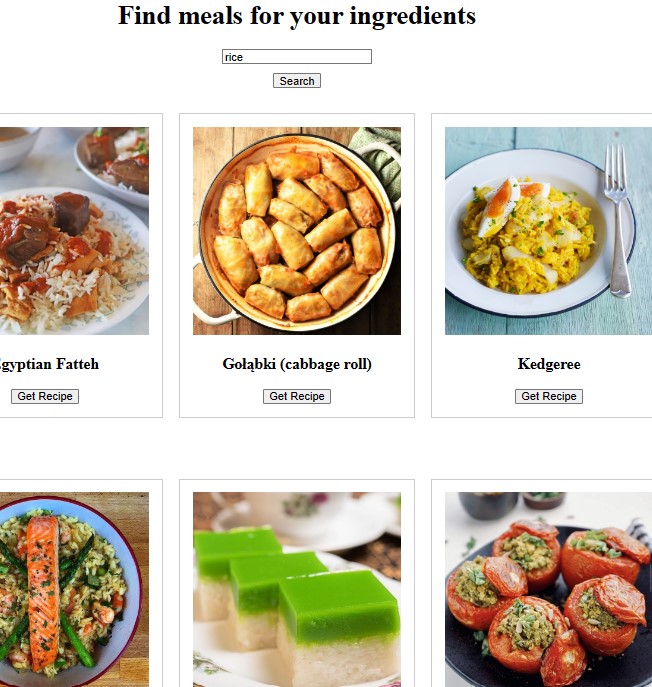 Find meals for your ingredients
rice
Search
gyptian Fatteh
Gołąbki (cabbage roll)
Kedgeree
Get Recipe
Get Recipe
Get Recipe